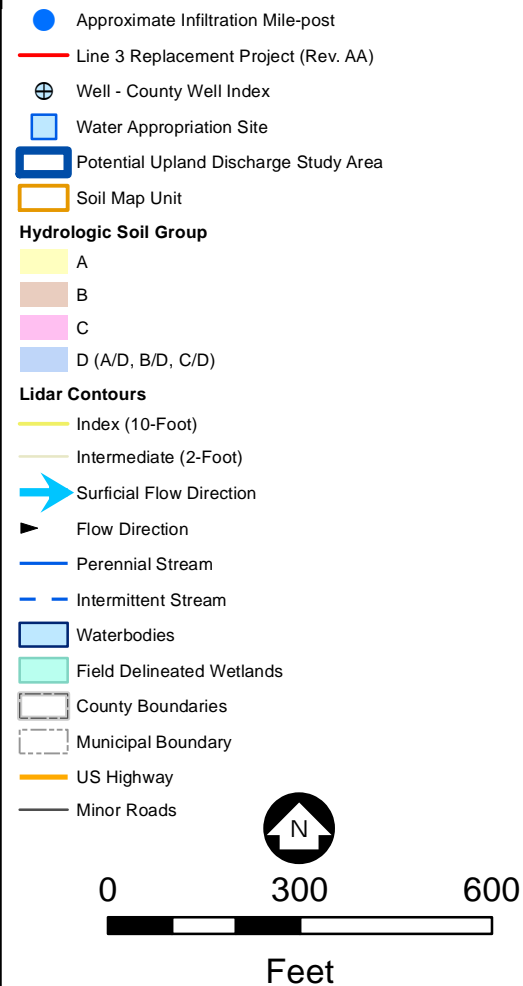 Approximate Infiltration Mile-post
Line 3 Replacement Project (Rev. AA)
Well - County Well Index
Water Appropriation Site
Potential Upland Discharge Study Area
Soil Map Unit
Hydrologic Soil Group
A
B
C
D (A/D, B/D, C/D)
Lidar Contours
Index (10-Foot)
Intermediate (2-Foot)
Surficial Flow Direction
Flow Direction
Perennial Stream
Intermittent Stream
Waterbodies
Field Delineated Wetlands
County Boundaries
Municipal Boundary
US Highway
Minor Roads
N
0 300 600
Feet